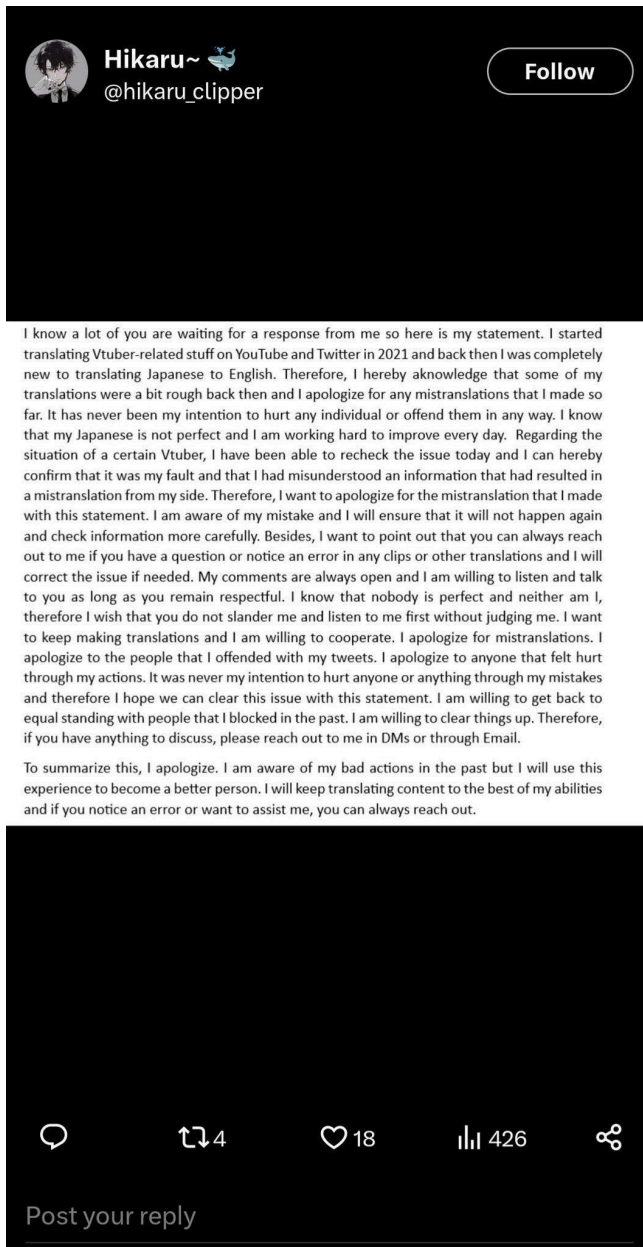 Hikaru~ 🐳
@hikaru_clipper
Follow
I know a lot of you are waiting for a response from me so here is my statement. I started
translating Vtuber-related stuff on YouTube and Twitter in 2021 and back then I was completely
new to translating Japanese to English. Therefore, I hereby aknowledge that some of my
translations were a bit rough back then and I apologize for any mistranslations that I made so
far. It has never been my intention to hurt any individual or offend them in any way. I know
that my Japanese is not perfect and I am working hard to improve every day. Regarding the
situation of a certain Vtuber, I have been able to recheck the issue today and I can hereby
confirm that it was my fault and that I had misunderstood an information that had resulted in
a mistranslation from my side. Therefore, I want to apologize for the mistranslation that I made
with this statement. I am aware of my mistake and I will ensure that it will not happen again
and check information more carefully. Besides, I want to point out that you can always reach
out to me if you have a question or notice an error in any clips or other translations and I will
correct the issue if needed. My comments are always open and I am willing to listen and talk
to you as long as you remain respectful. I know that nobody is perfect and neither am I,
therefore I wish that you do not slander me and listen to me first without judging me. I want
to keep making translations and I am willing to cooperate. I apologize for mistranslations. I
apologize to the people that I offended with my tweets. I apologize to anyone that felt hurt
through my actions. It was never my intention to hurt anyone or anything through my mistakes
and therefore I hope we can clear this issue with this statement. I am willing to get back to
equal standing with people that I blocked in the past. I am willing to clear things up. Therefore,
if you have anything to discuss, please reach out to me in DMs or through Email.
To summarize this, I apologize. I am aware of my bad actions in the past but I will use this
experience to become a better person. I will keep translating content to the best of my abilities
and if you notice an error or want to assist me, you can always reach out.
4 18 426
Post your reply